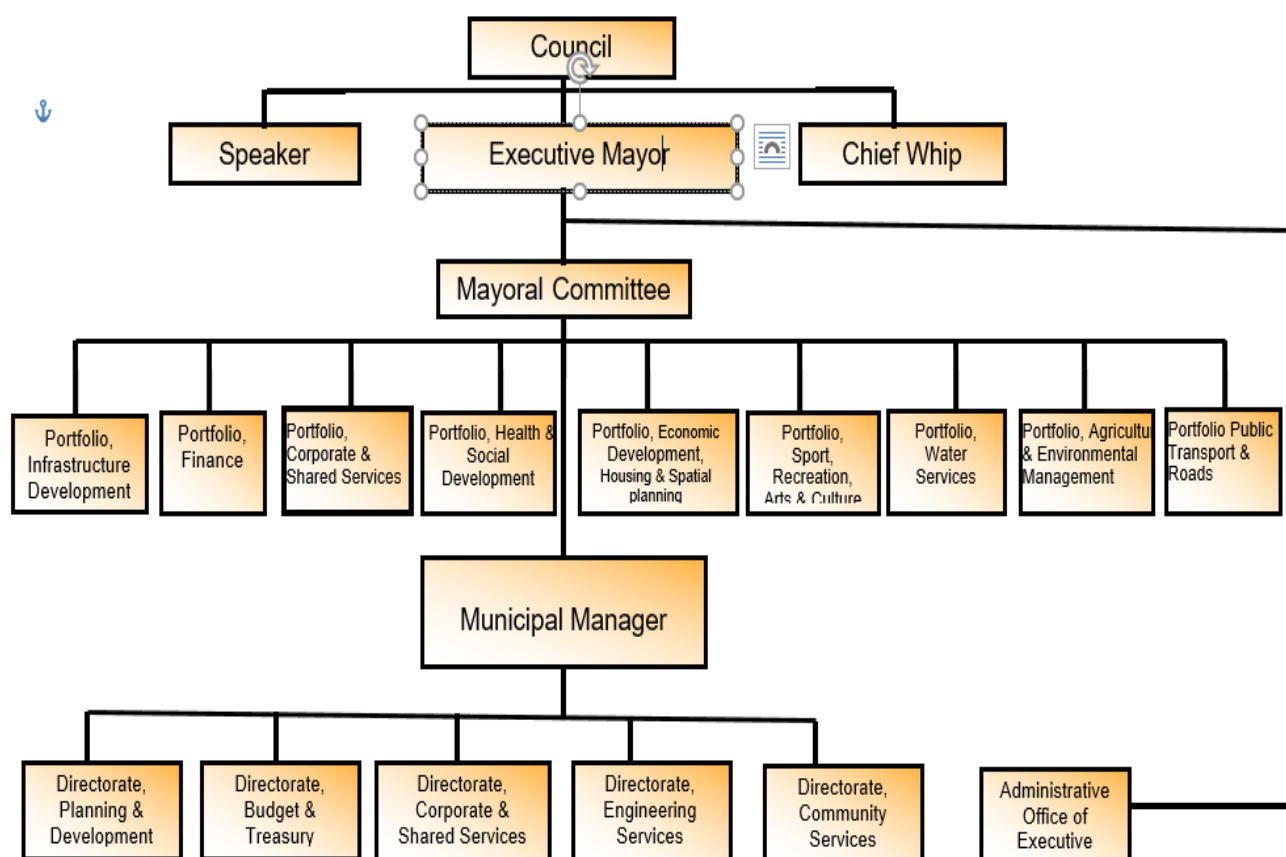 Council
Speaker
Executive Mayor
Chief Whip
Mayoral Committee
Portfolio,
Infrastructure
Development
Portfolio,
Finance
Portfolio,
Corporate &
Shared Services
Portfolio, Health &
Social
Development
Portfolio, Economic
Development,
Housing & Spatial
planning
Portfolio,
Sport,
Recreation,
Arts & Culture
Portfolio,
Water
Services
Portfolio, Agricultu
& Environmental
Management
Portfolio Public
Transport &
Roads
Municipal Manager
Directorate,
Planning &
Development
Directorate,
Budget &
Treasury
Directorate,
Corporate &
Shared Services
Directorate,
Engineering
Services
Directorate,
Community
Services
Administrative
Office of
Executive